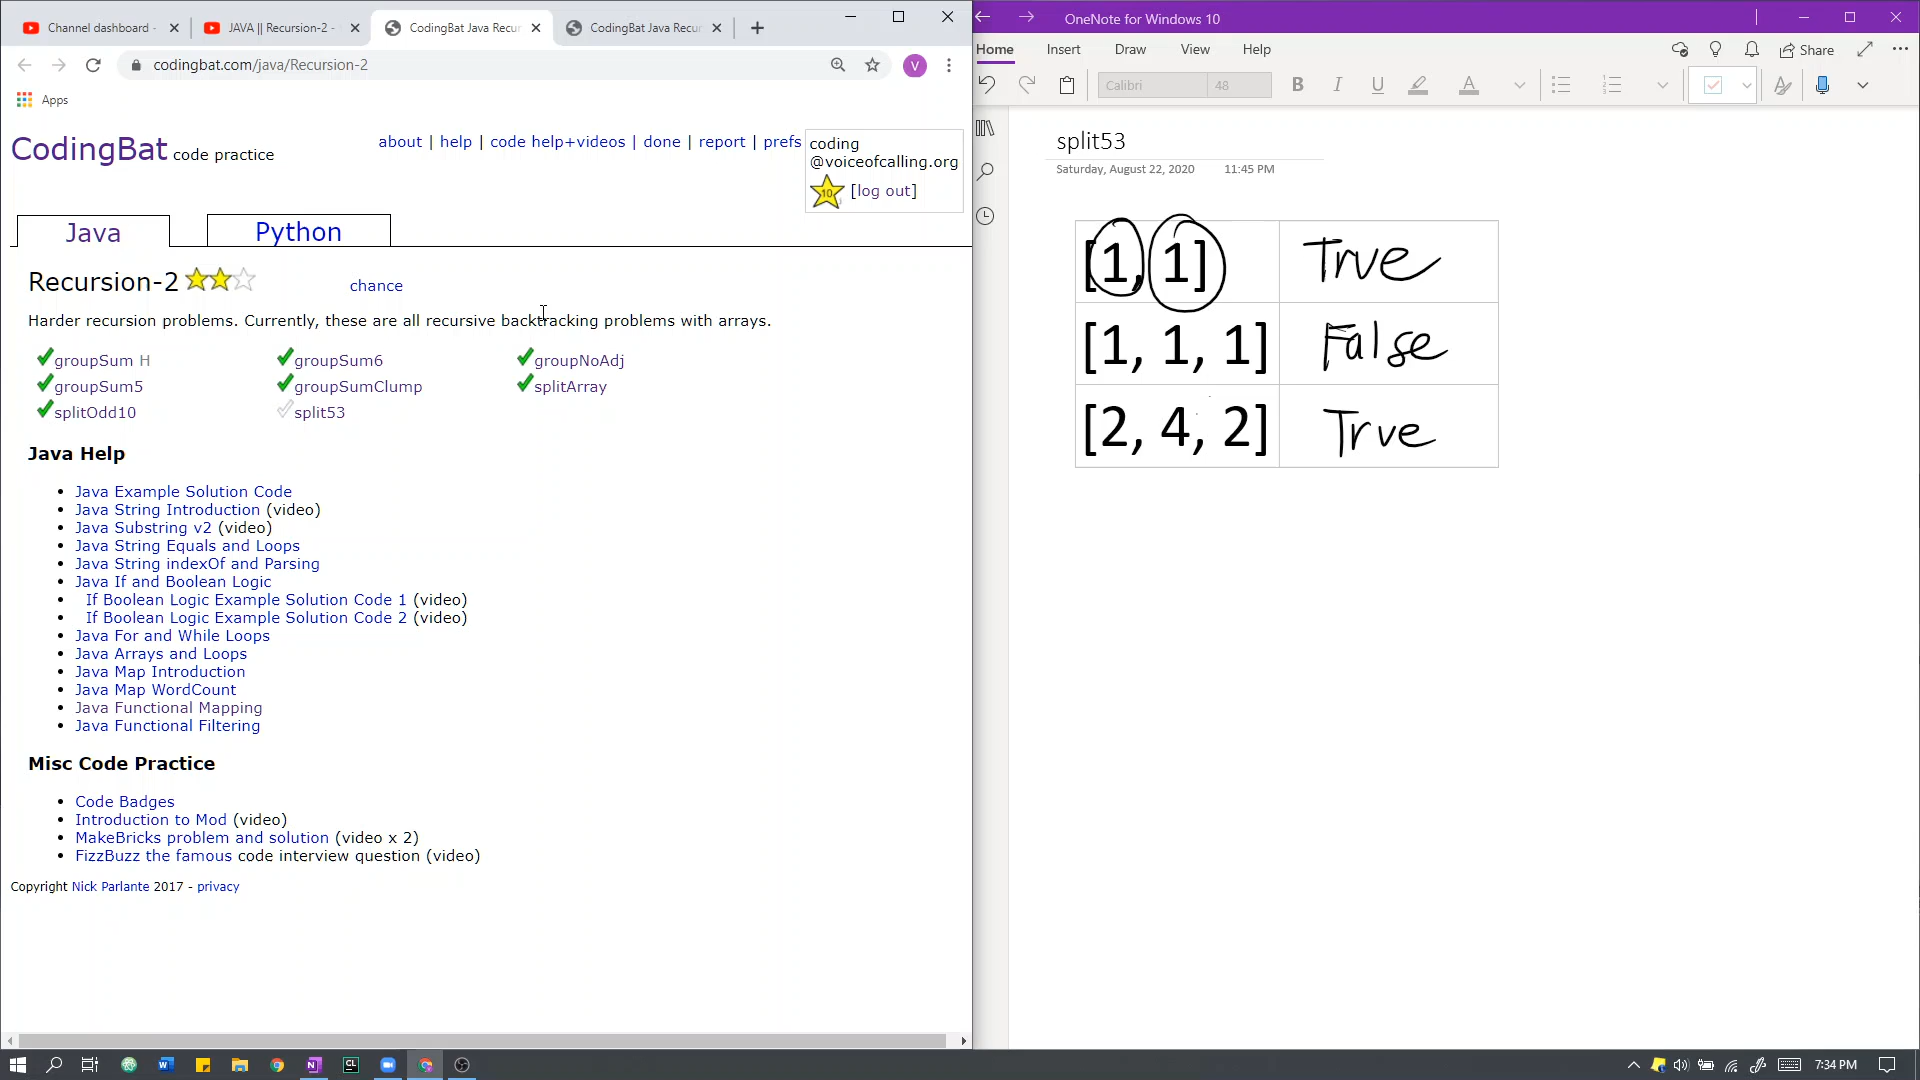 Channel dashboard -
JAVA || Recursion-2 -
CodingBat Java Recur
CodingBat Java Recur
codingbat.com/java/Recursion-2
V
Apps
CodingBat code practice
about | help | code help+videos | done | report | prefs
coding
@voiceofcalling.org
10 [log out]
Java
Python
Recursion-2
chance
Harder recursion problems. Currently, these are all recursive backtracking problems with arrays.
groupSum H
groupSum6
groupNoAdj
groupSum5
groupSumClump
splitArray
splitOdd10
split53
Java Help
Java Example Solution Code
Java String Introduction (video)
Java Substring v2 (video)
Java String Equals and Loops
Java String indexOf and Parsing
Java If and Boolean Logic
If Boolean Logic Example Solution Code 1 (video)
If Boolean Logic Example Solution Code 2 (video)
Java For and While Loops
Java Arrays and Loops
Java Map Introduction
Java Map WordCount
Java Functional Mapping
Java Functional Filtering
Misc Code Practice
Code Badges
Introduction to Mod (video)
MakeBricks problem and solution (video x 2)
FizzBuzz the famous code interview question (video)
Copyright Nick Parlante 2017 - privacy
OneNote for Windows 10
Home
Insert
Draw
View
Help
Share
Calibri
48
B
I
U
A
split53
Saturday, August 22, 2020
11:45 PM
[1, 1] True
[1, 1, 1] False
[2, 4, 2] True
7:34 PM